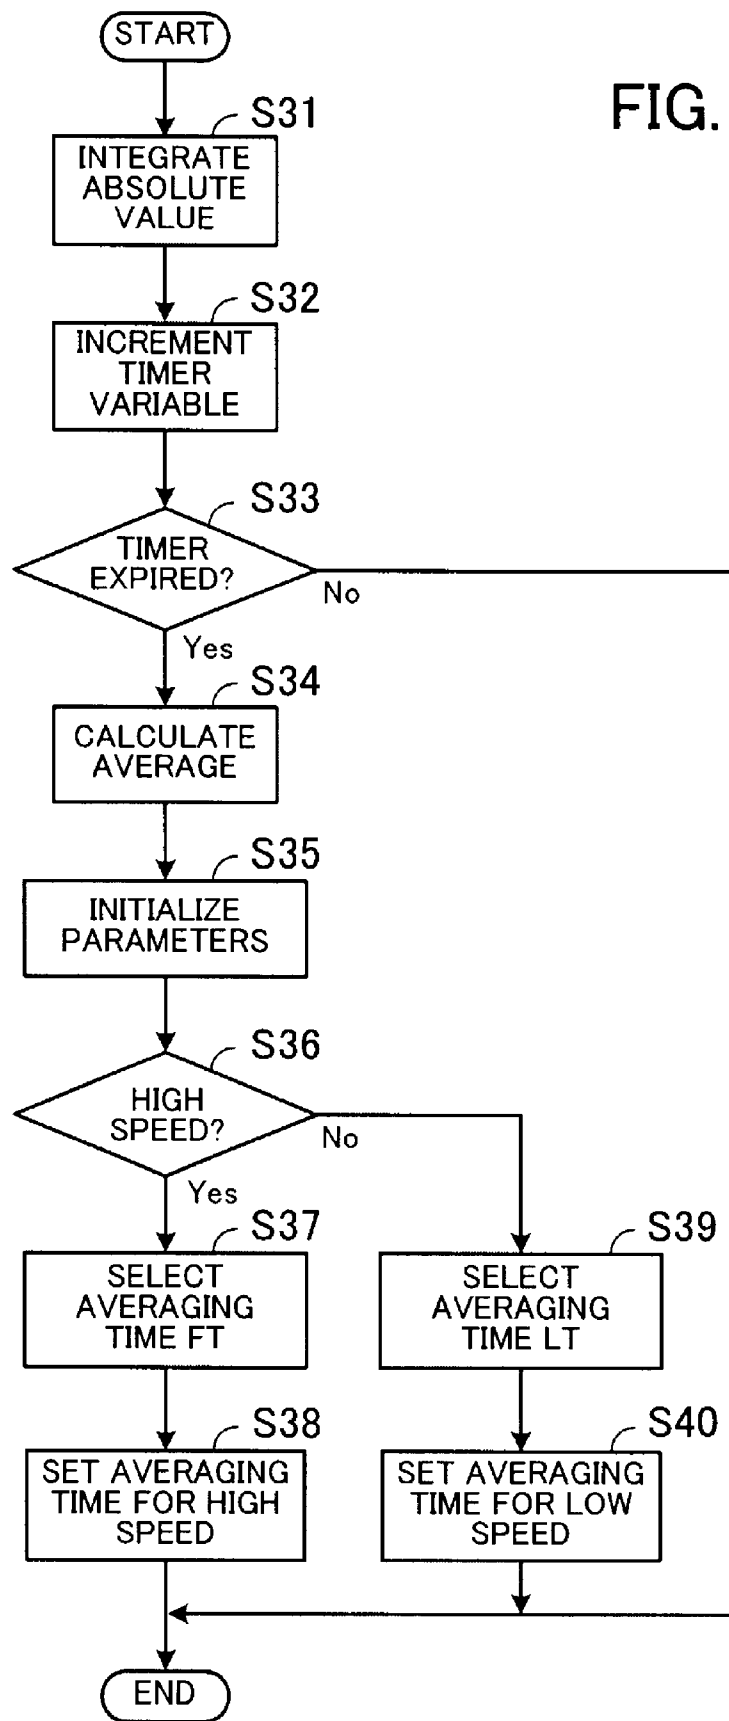 START
FIG.
S31
INTEGRATE
ABSOLUTE
VALUE
S32
INCREMENT
TIMER
VARIABLE
S33
TIMER
EXPIRED?
No
Yes
S34
CALCULATE
AVERAGE
S35
INITIALIZE
PARAMETERS
S36
HIGH
SPEED?
No
Yes
S37
SELECT
AVERAGING
TIME FT
S39
SELECT
AVERAGING
TIME LT
S38
SET AVERAGING
TIME FOR HIGH
SPEED
S40
SET AVERAGING
TIME FOR LOW
SPEED
END